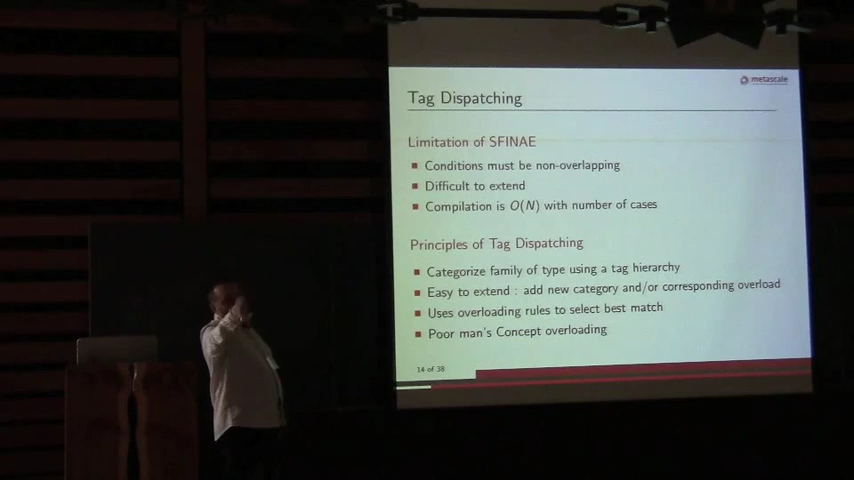 metascale
Tag Dispatching
Limitation of SFINAE
Conditions must be non-overlapping
Difficult to extend
Compilation is O(N) with number of cases
Principles of Tag Dispatching
Categorize family of type using a tag hierarchy
Easy to extend : add new category and/or corresponding overload
Uses overloading rules to select best match
Poor man's Concept overloading
14 of 38